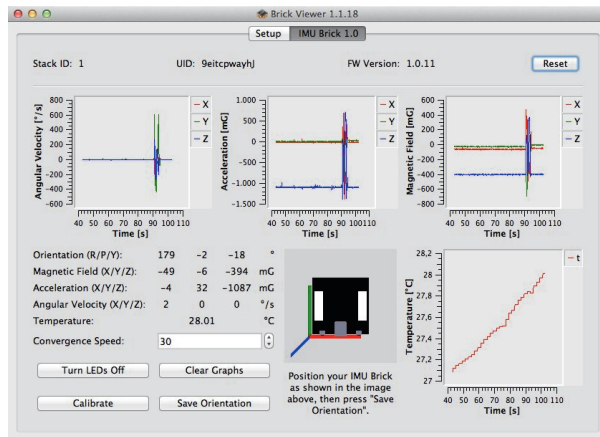 Brick Viewer 1.1.18
Setup IMU Brick 1.0
Stack ID: 1 UID: 9eitcpwayhJ FW Version: 1.0.11 Reset
Angular Velocity [°/s]
800
600
400
200
0
-200
-400
-600
40 50 60 70 80 90 100 110
Time [s]
X
Y
Z
Acceleration [mG]
1.000
500
0
-500
-1.000
-1.500
40 50 60 70 80 90 100 110
Time [s]
X
Y
Z
Magnetic Field [mG]
600
400
200
0
-200
-400
-600
-800
40 50 60 70 80 90 100 110
Time [s]
X
Y
Z
Orientation (R/P/Y): 179 -2 -18 °
Magnetic Field (X/Y/Z): -49 -6 -394 mG
Acceleration (X/Y/Z): -4 32 -1087 mG
Angular Velocity (X/Y/Z): 2 0 0 °/s
Temperature: 28.01 °C
Convergence Speed: 30
Turn LEDs Off Clear Graphs
Calibrate Save Orientation
Position your IMU Brick
as shown in the image
above, then press "Save
Orientation".
Temperature [°C]
28,2
28
27,8
27,6
27,4
27,2
27
40 50 60 70 80 90 100 110
Time [s]
t